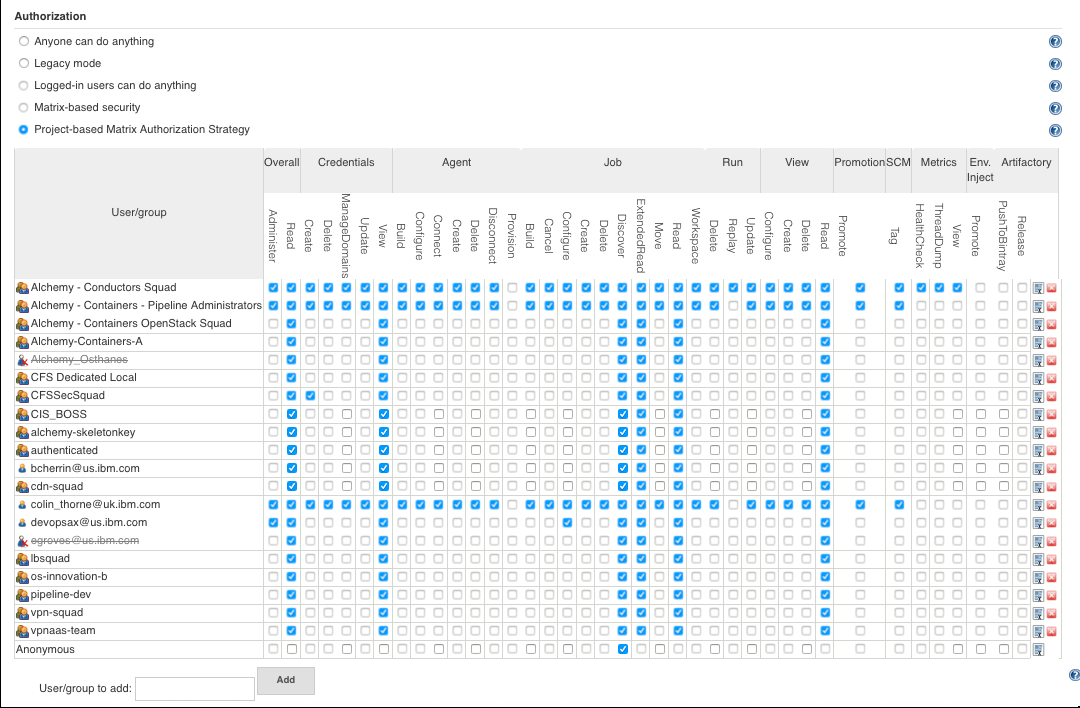 Authorization
Anyone can do anything
Legacy mode
Logged-in users can do anything
Matrix-based security
Project-based Matrix Authorization Strategy
User/group Overall Credentials Agent Job Run View Promotion SCM Metrics Env. Inject Artifactory
Administer Read Create Delete ManageDomains Update View Build Configure Connect Create Delete Disconnect Provision Build Cancel Configure Create Delete Discover ExtendedRead Move Read Workspace Delete Replay Update Configure Create Delete Read Promote Tag HealthCheck ThreadDump View Promote PushToBintray Release
Alchemy - Conductors Squad
Alchemy - Containers - Pipeline Administrators
Alchemy - Containers OpenStack Squad
Alchemy-Containers-A
Alchemy_Osthanes
CFS Dedicated Local
CFSSecSquad
CIS_BOSS
alchemy-skeletonkey
authenticated
bcherrin@us.ibm.com
cdn-squad
colin_thorne@uk.ibm.com
devopsax@us.ibm.com
egroves@us.ibm.com
lbsquad
os-innovation-b
pipeline-dev
vpn-squad
vpnaas-team
Anonymous
User/group to add: Add